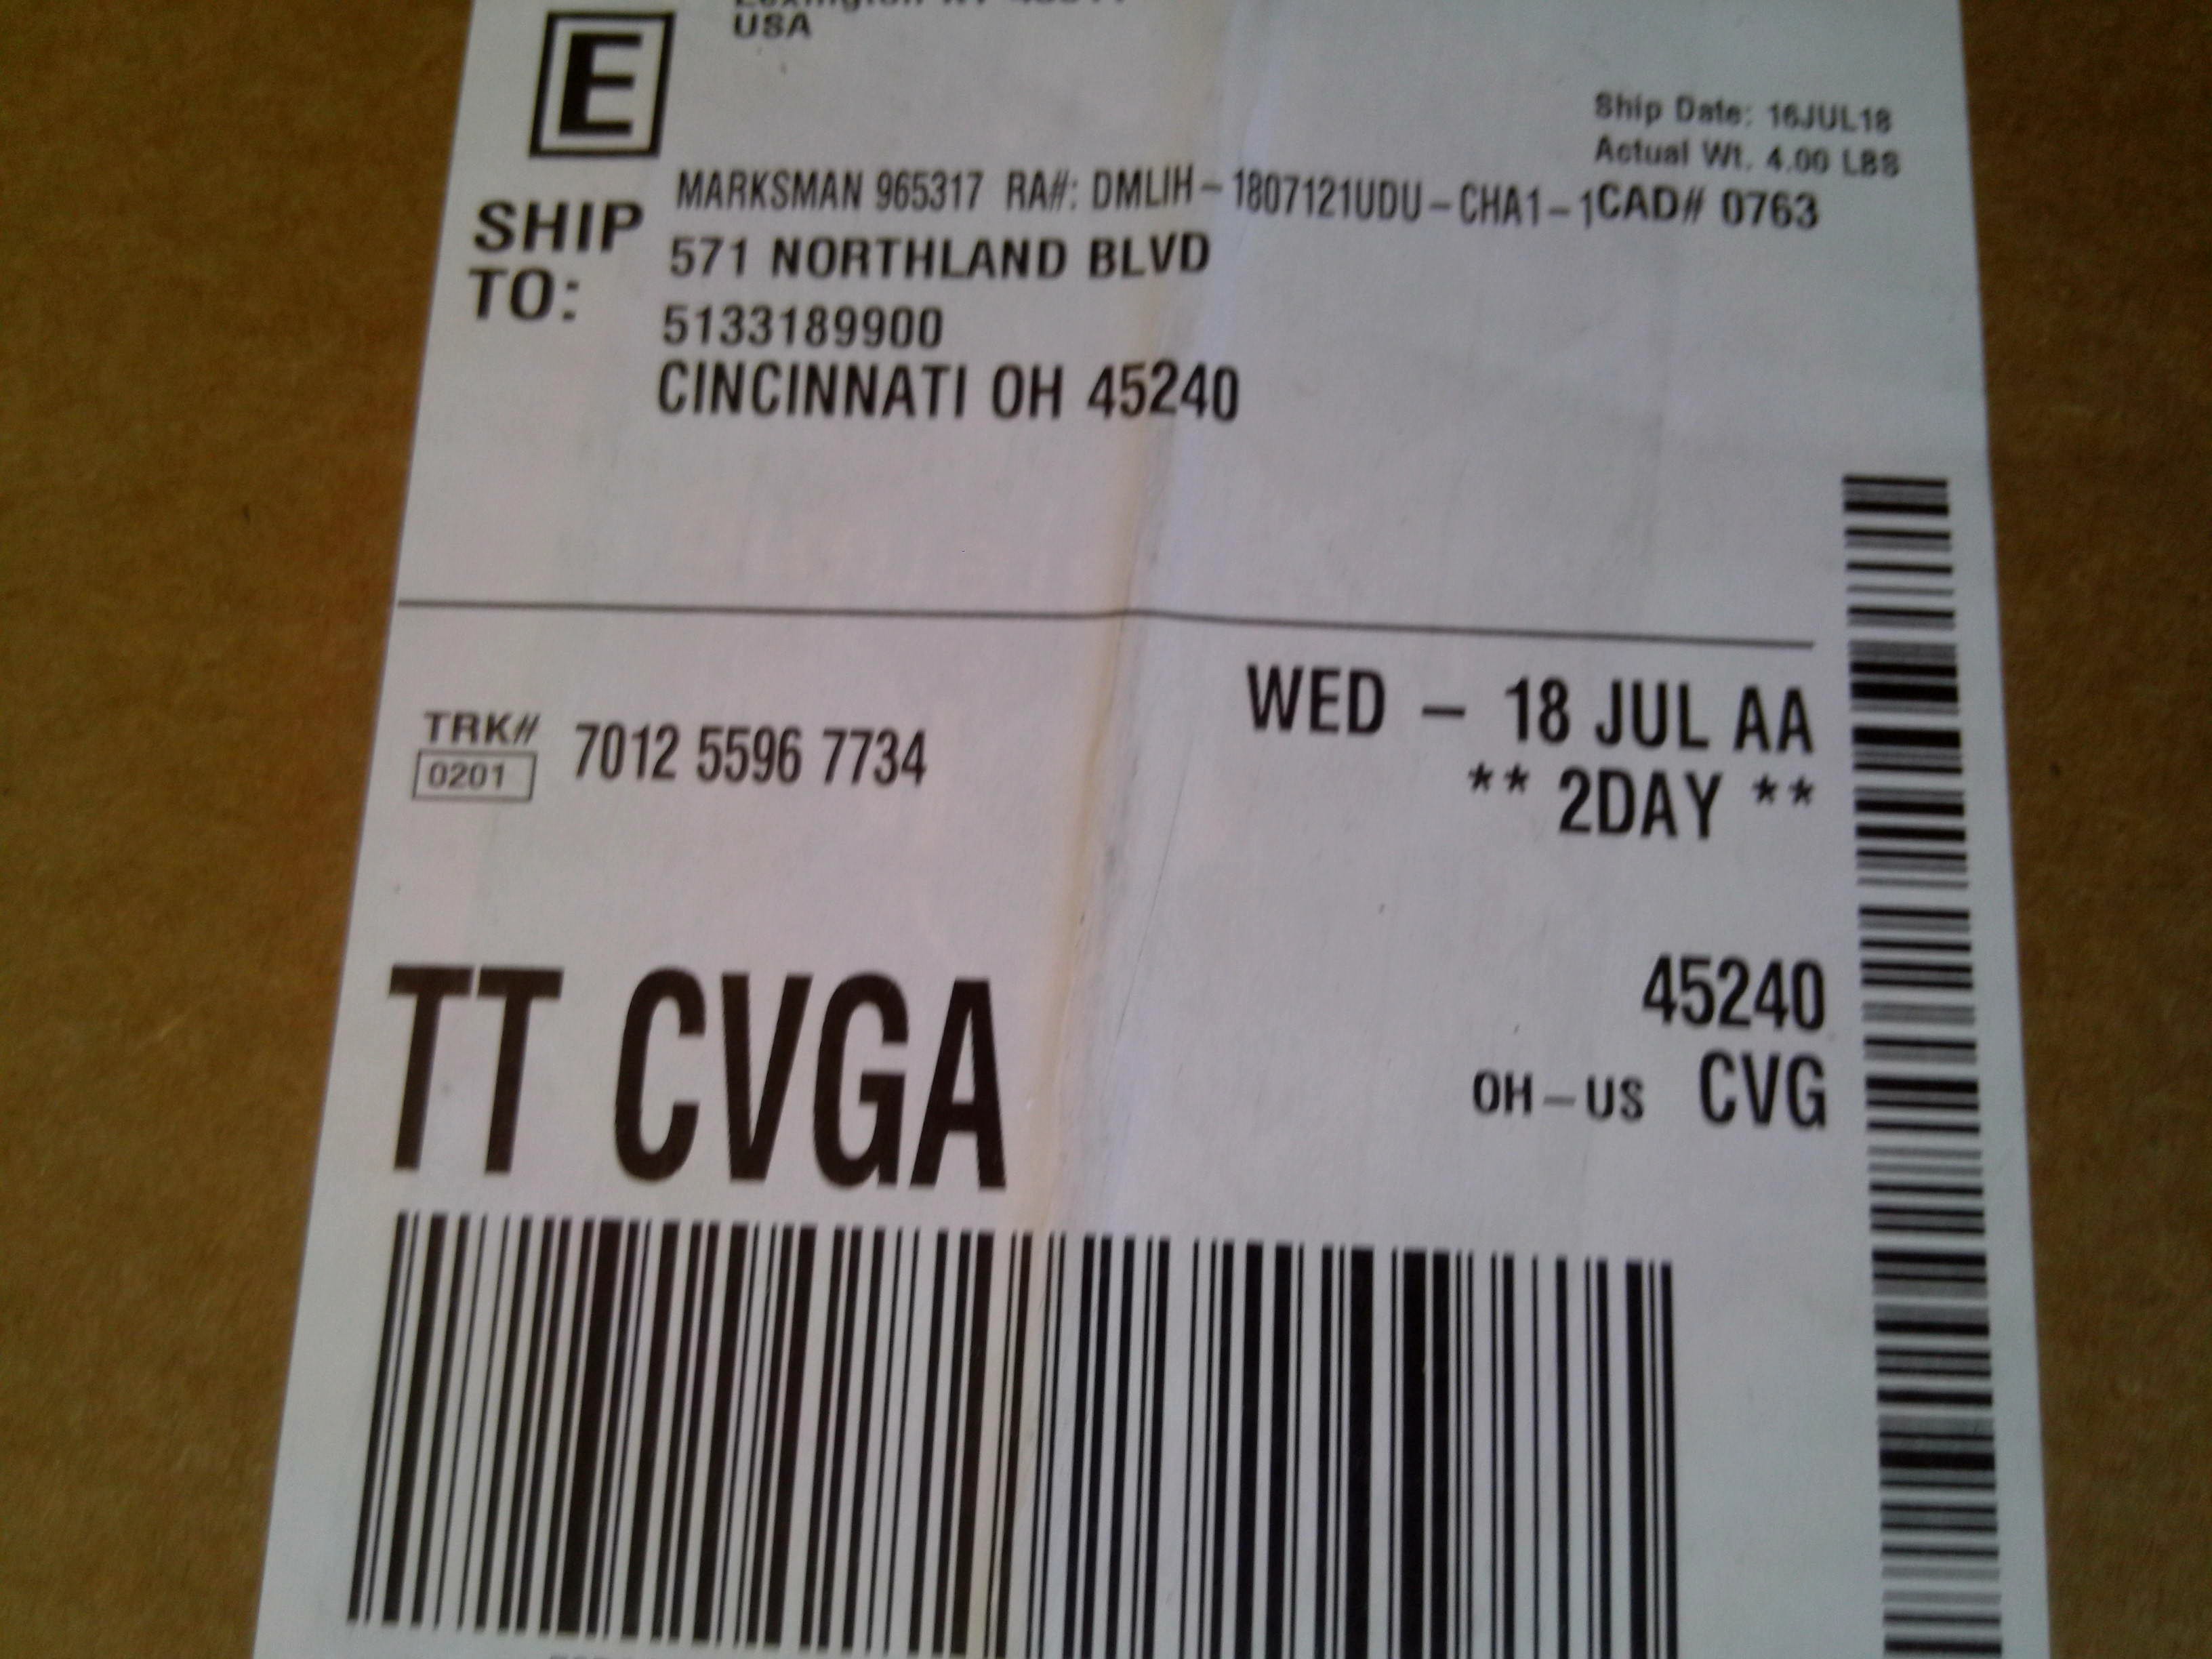 USA
E
Ship Date: 16JUL18
Actual Wt. 4.00 LBS
MARKSMAN 965317 RA#: DMLIH-1807121UDU-CHA1-1CAD# 0763
SHIP TO:
571 NORTHLAND BLVD
5133189900
CINCINNATI OH 45240
WED - 18 JUL AA
TRK# 7012 5596 7734
0201
** 2DAY **
TT CVGA
45240
OH-US CVG